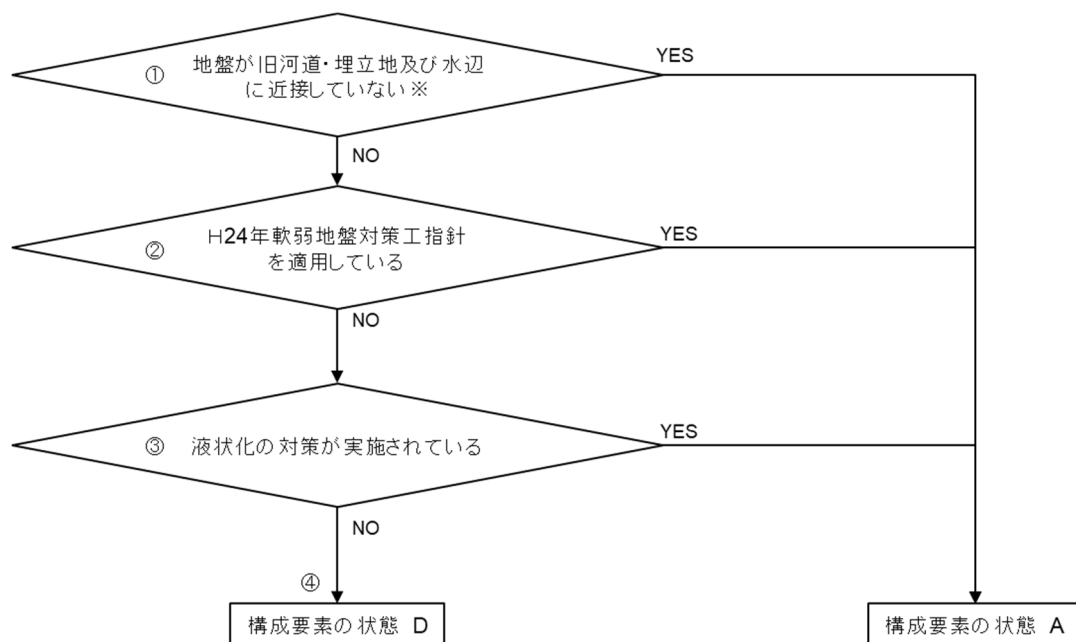 ① 地盤が旧河道・埋立地及び水辺
に近接していない※
YES
NO
② H24年軟弱地盤対策工指針
を適用している
YES
NO
③ 液状化の対策が実施されている
YES
NO
④
構成要素の状態 D
構成要素の状態 A